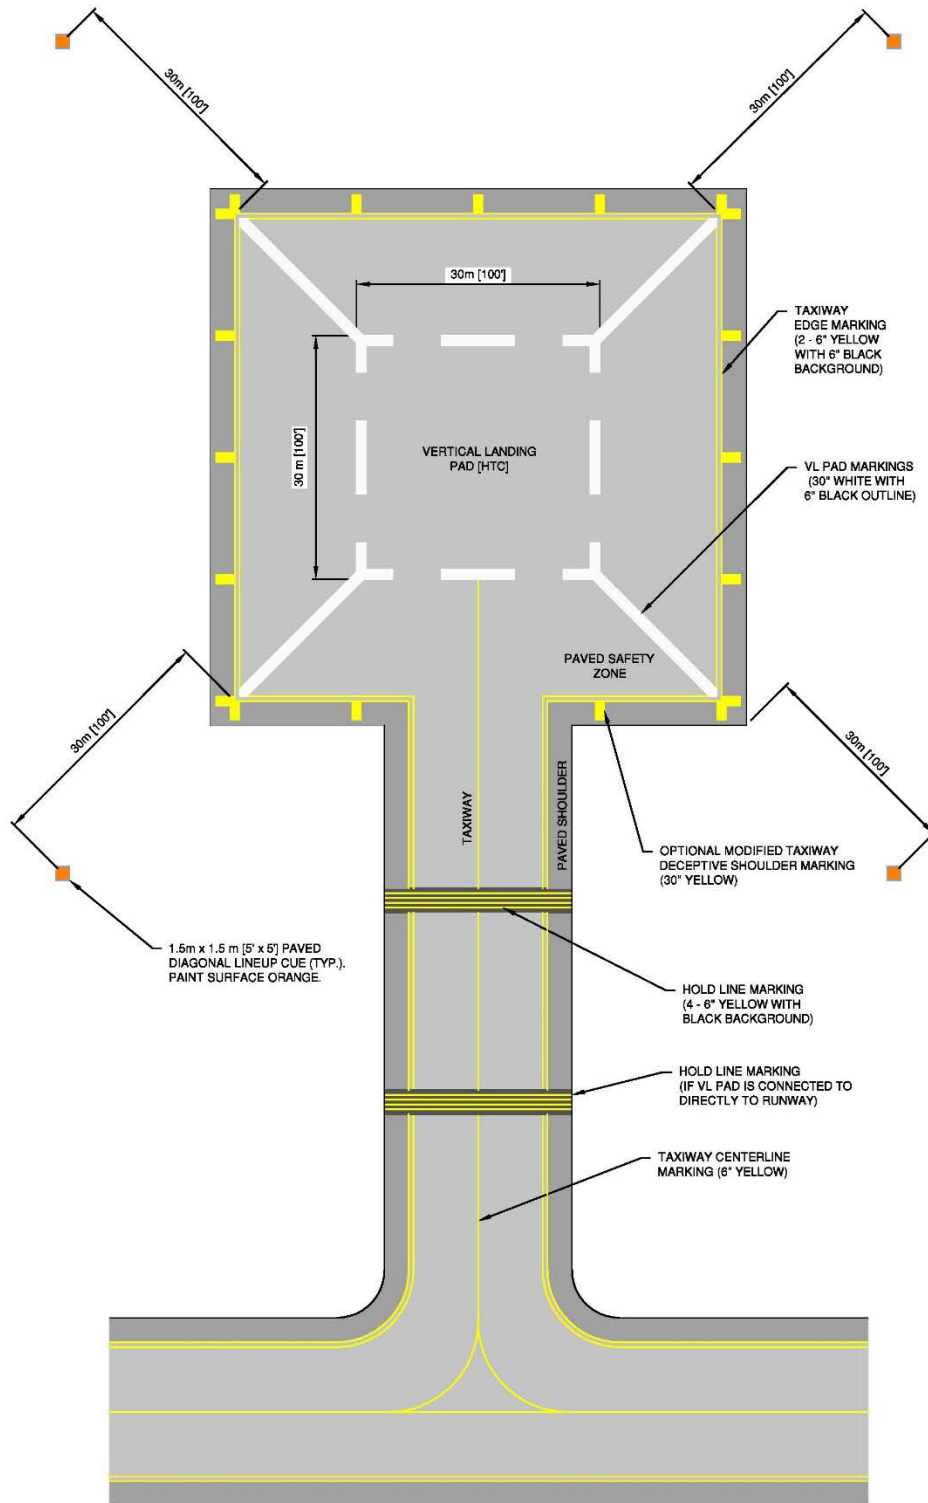 30m [100']
30m [100']
30m [100']
TAXIWAY
EDGE MARKING
(2 - 6" YELLOW
WITH 6" BLACK
BACKGROUND)
30 m [100']
VERTICAL LANDING
PAD [HTC]
VL PAD MARKINGS
(30" WHITE WITH
6" BLACK OUTLINE)
PAVED SAFETY
ZONE
30m [100']
30m [100']
TAXIWAY
PAVED SHOULDER
OPTIONAL MODIFIED TAXIWAY
DECEPTIVE SHOULDER MARKING
(30" YELLOW)
1.5m x 1.5 m [5' x 5'] PAVED
DIAGONAL LINEUP CUE (TYP.).
PAINT SURFACE ORANGE.
HOLD LINE MARKING
(4 - 6" YELLOW WITH
BLACK BACKGROUND)
HOLD LINE MARKING
(IF VL PAD IS CONNECTED TO
DIRECTLY TO RUNWAY)
TAXIWAY CENTERLINE
MARKING (6" YELLOW)